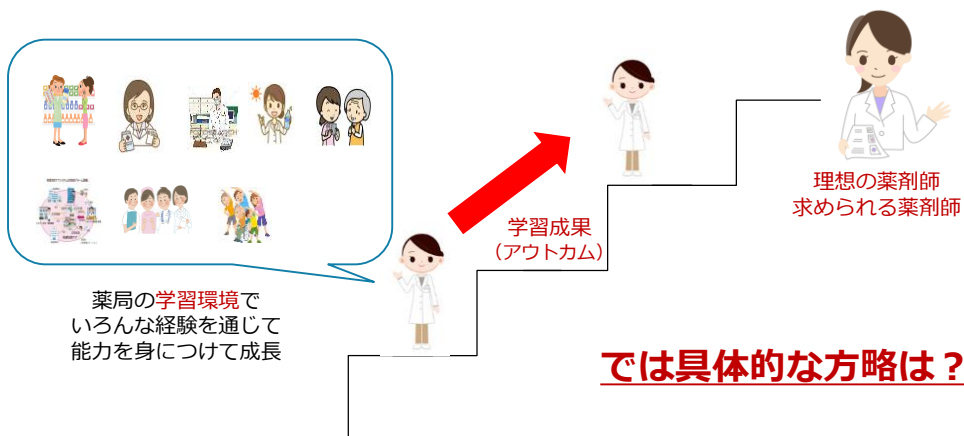 薬局の学習環境で
いろんな経験を通じて
能力を身につけて成長
学習成果
（アウトカム）
理想の薬剤師
求められる薬剤師
では具体的な方略は？